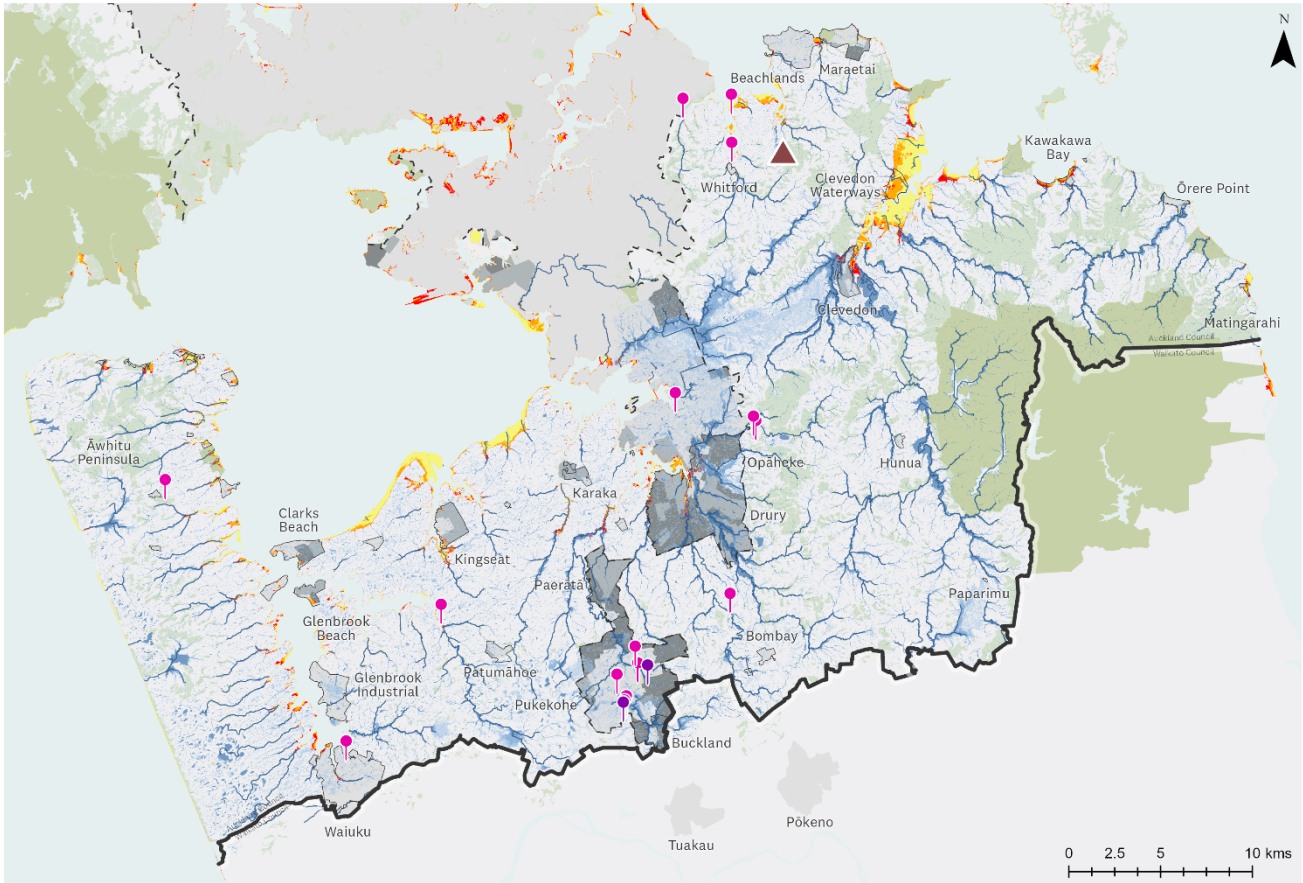 N
Beachlands
Maraetai
Kawakawa
Bay
Whitford
Clevedon
Waterways
Ōrere Point
Clevedon
Matingarahi
Auckland Council
Waikato Council
Āwhitu
Peninsula
Opāheke
Hunua
Karaka
Clarks
Beach
Drury
Kingseat
Paerata
Paparimu
Glenbrook
Beach
Bombay
Patumāhoe
Glenbrook
Industrial
Pukekohe
Buckland
Waiuku
Pōkeno
Tuakau
0 2.5 5 10 kms